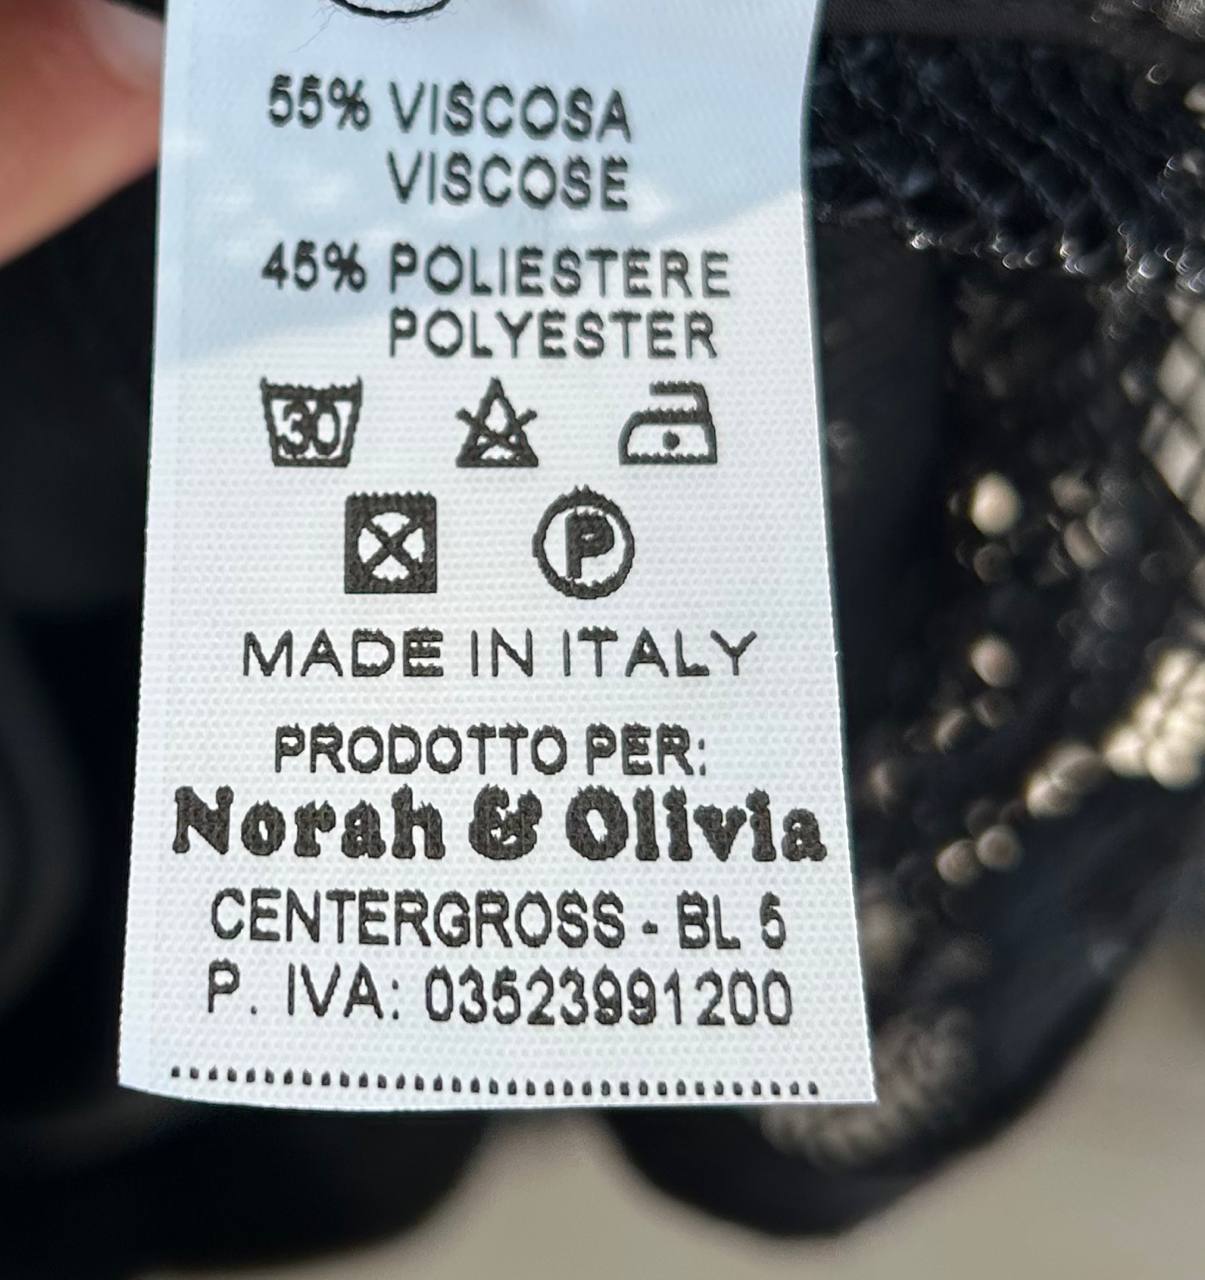 55% VISCOSA
VISCOSE
45% POLIESTERE
POLYESTER
30
P
MADE IN ITALY
PRODOTTO PER:
Norah & Olivia
CENTERGROSS - BL 5
P. IVA: 03523991200